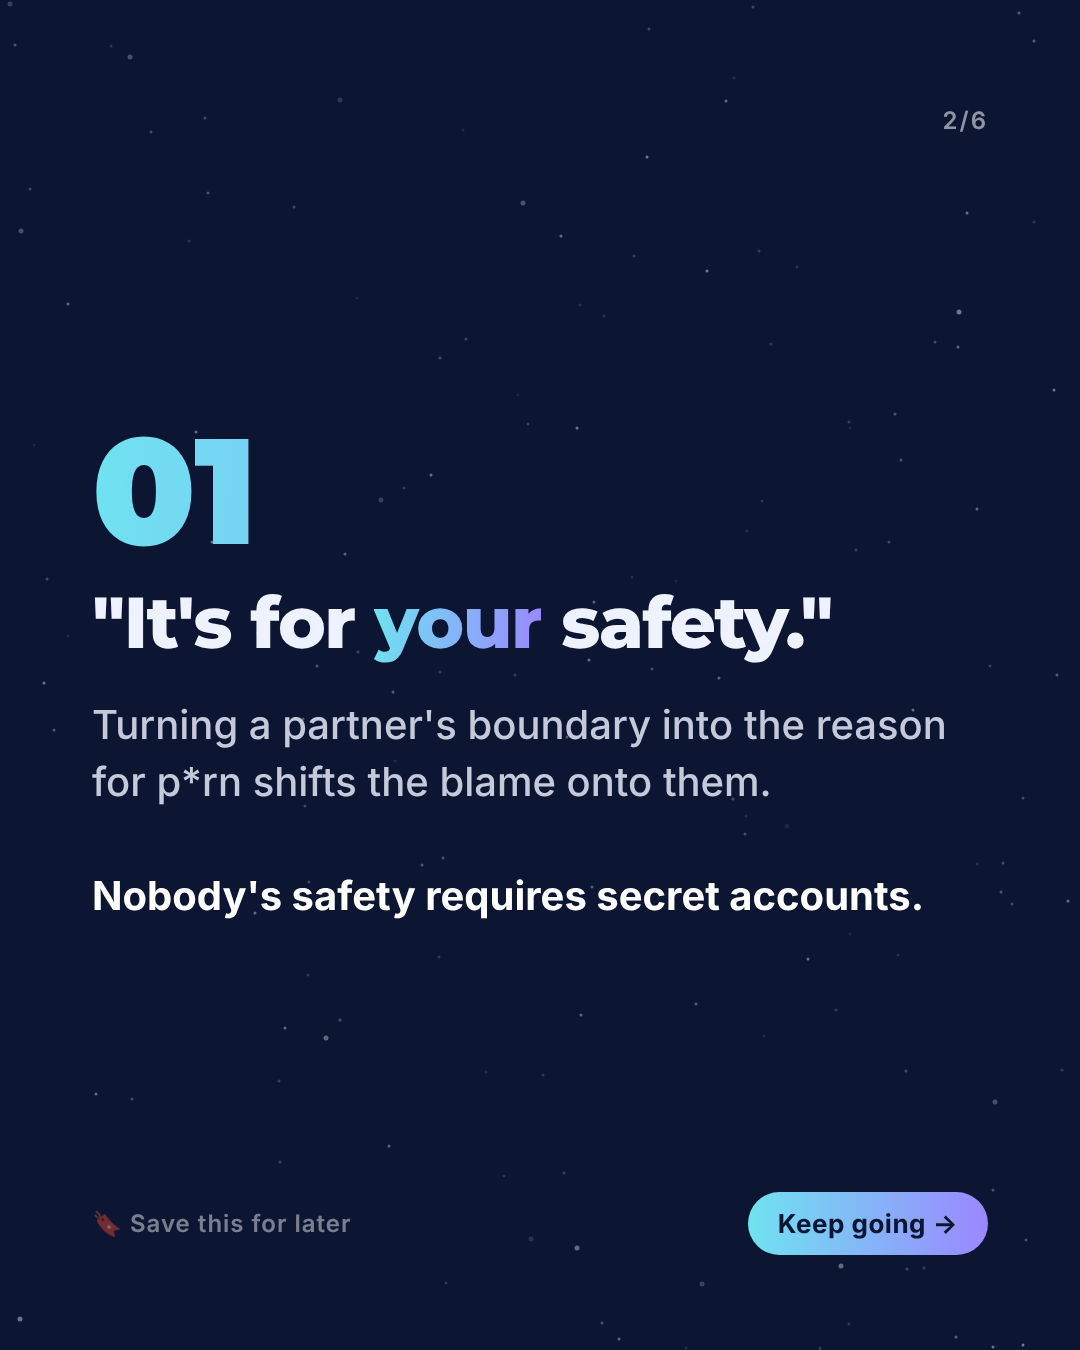 2/6
01
"It's for your safety."
Turning a partner's boundary into the reason
for p*rn shifts the blame onto them.
Nobody's safety requires secret accounts.
🔖 Save this for later
Keep going →